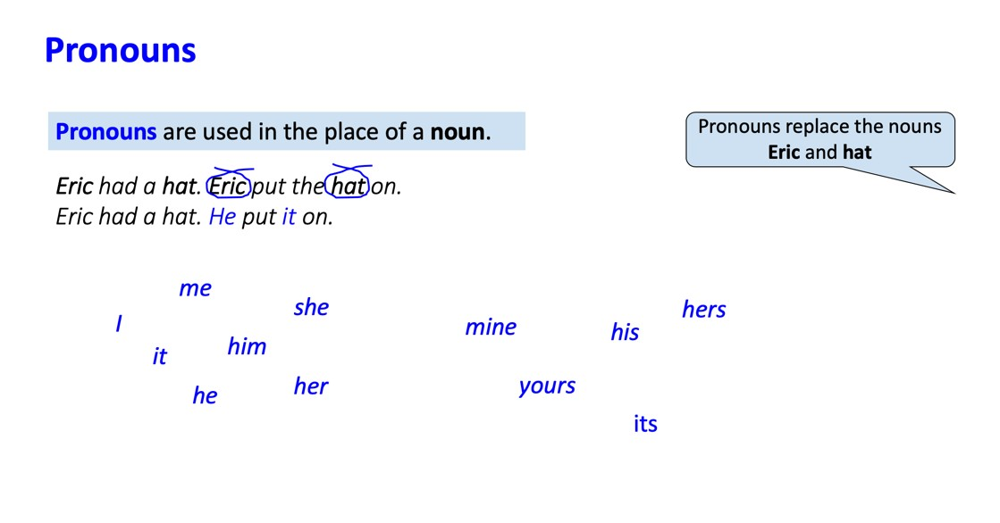 Pronouns
Pronouns are used in the place of a noun.
Pronouns replace the nouns
Eric and hat
Eric had a hat. Eric put the hat on.
Eric had a hat. He put it on.
me
she
I
it
him
he
her
mine
his
hers
yours
its